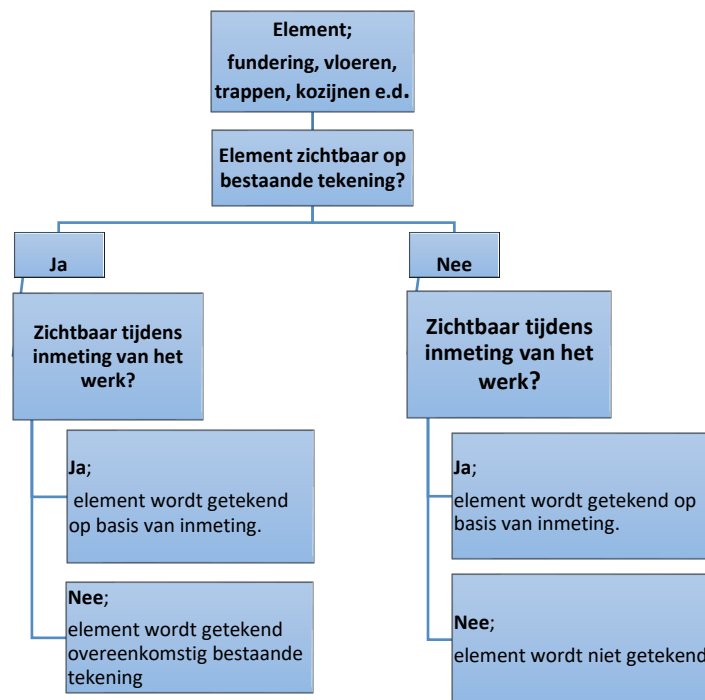 Element;
fundering, vloeren,
trappen, kozijnen e.d.
Element zichtbaar op
bestaande tekening?
Ja
Nee
Zichtbaar tijdens
inmeting van het
werk?
Zichtbaar tijdens
inmeting van het
werk?
Ja;
element wordt getekend
op basis van inmeting.
Nee;
element wordt getekend
overeenkomstig bestaande
tekening
Ja;
element wordt getekend op
basis van inmeting.
Nee;
element wordt niet getekend